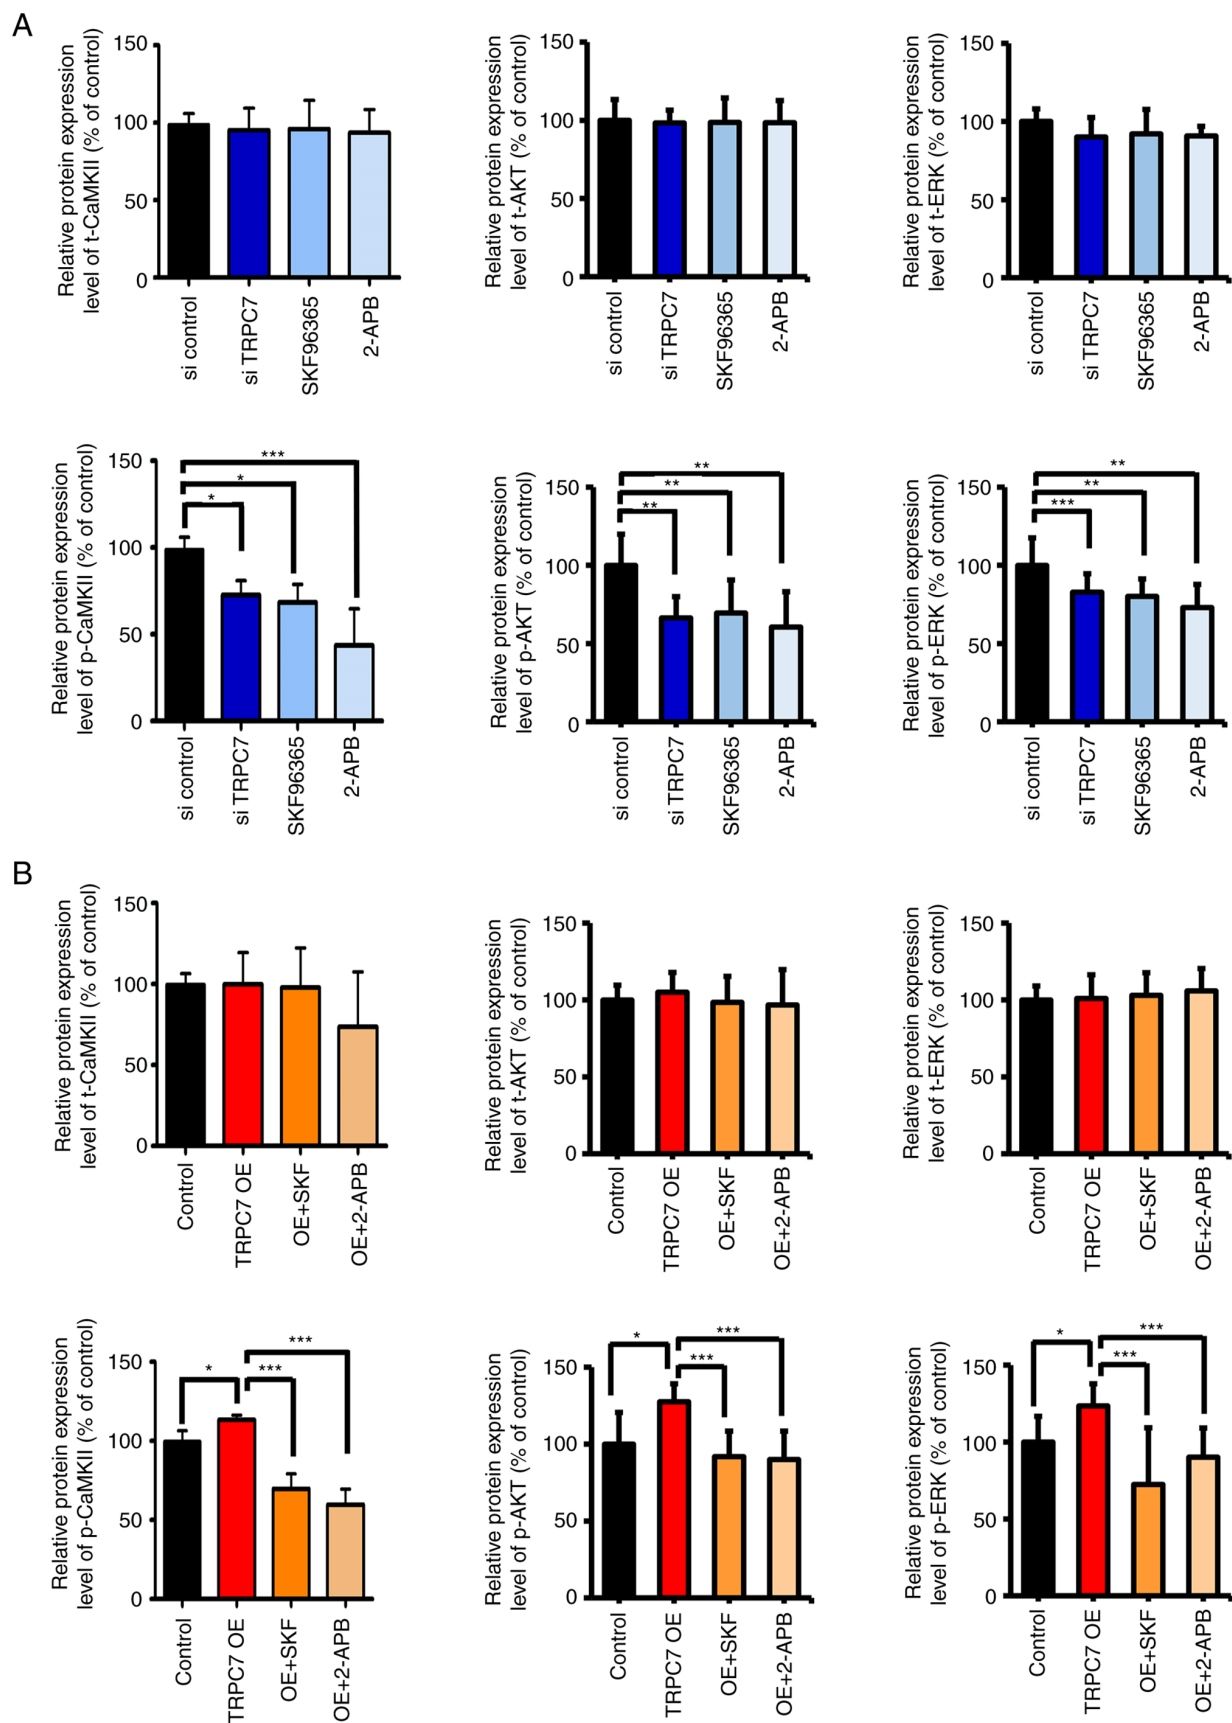 A
Relative protein expression
level of t-CaMKII (% of control)
150
100
50
0
si control
si TRPC7
SKF96365
2-APB
Relative protein expression
level of t-AKT (% of control)
150
100
50
0
si control
si TRPC7
SKF96365
2-APB
Relative protein expression
level of t-ERK (% of control)
150
100
50
0
si control
si TRPC7
SKF96365
2-APB
Relative protein expression
level of p-CaMKII (% of control)
150
100
50
0
***
*
*
si control
si TRPC7
SKF96365
2-APB
Relative protein expression
level of p-AKT (% of control)
150
100
50
0
**
**
**
si control
si TRPC7
SKF96365
2-APB
Relative protein expression
level of p-ERK (% of control)
150
100
50
0
**
**
***
si control
si TRPC7
SKF96365
2-APB
B
Relative protein expression
level of t-CaMKII (% of control)
150
100
50
0
Control
TRPC7 OE
OE+SKF
OE+2-APB
Relative protein expression
level of t-AKT (% of control)
150
100
50
0
Control
TRPC7 OE
OE+SKF
OE+2-APB
Relative protein expression
level of t-ERK (% of control)
150
100
50
0
Control
TRPC7 OE
OE+SKF
OE+2-APB
Relative protein expression
level of p-CaMKII (% of control)
150
100
50
0
***
* ***
Control
TRPC7 OE
OE+SKF
OE+2-APB
Relative protein expression
level of p-AKT (% of control)
150
100
50
0
* ***
***
Control
TRPC7 OE
OE+SKF
OE+2-APB
Relative protein expression
level of p-ERK (% of control)
150
100
50
0
* ***
***
Control
TRPC7 OE
OE+SKF
OE+2-APB